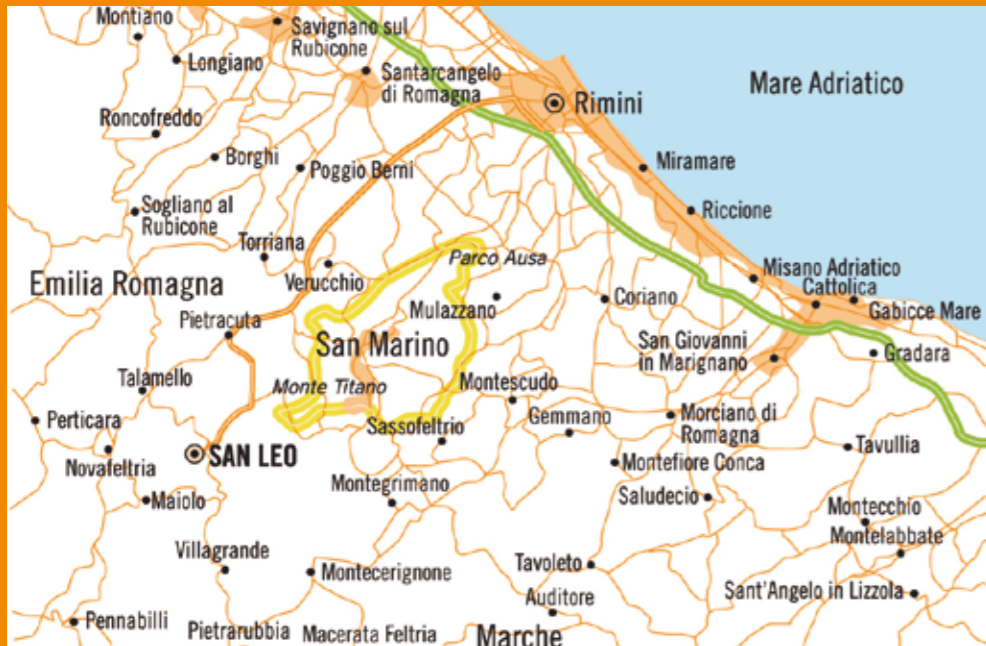 Montiano
Savignano sul
Rubicone
Longiano
Santarcangelo
di Romagna
Mare Adriatico
Rimini
Roncofreddo
Borghi
Poggio Berni
Miramare
Sogliano al
Rubicone
Riccione
Torriana
Parco Ausa
Verucchio
Misano Adriatico
Emilia Romagna
Cattolica
Mulazzano
Coriano
Gabicce Mare
Pietracuta
San Marino
San Giovanni
in Marignano
Gradara
Talamello
Monte Titano
Montescudo
Perticara
Gemmano
Morciano di
Romagna
Sassofeltrio
Tavullia
SAN LEO
Novafeltria
Montefiore Conca
Montegrimano
Maiolo
Saludecio
Montecchio
Montelabbate
Villagrande
Montecerignone
Tavoleto
Sant'Angelo in Lizzola
Auditore
Pennabilli
Pietrarubbia
Macerata Feltria
Marche